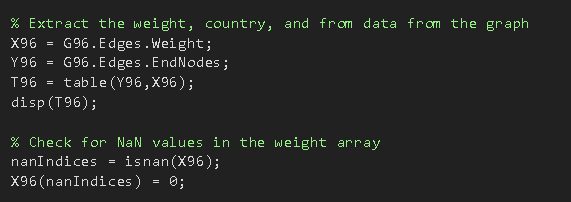 % Extract the weight, country, and from data from the graph
X96 = G96.Edges.Weight;
Y96 = G96.Edges.EndNodes;
T96 = table(Y96,X96);
disp(T96);
% Check for NaN values in the weight array
nanIndices = isnan(X96);
X96(nanIndices) = 0;